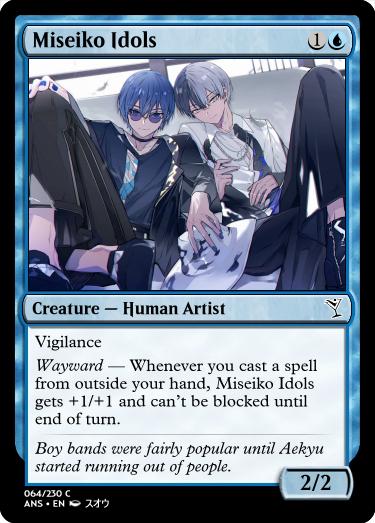 Miseiko Idols 1
Creature — Human Artist
Vigilance
Wayward — Whenever you cast a spell
from outside your hand, Miseiko Idols
gets +1/+1 and can't be blocked until
end of turn.
Boy bands were fairly popular until Aekyu
started running out of people.
2/2
064/230 C
ANS • EN スオウ